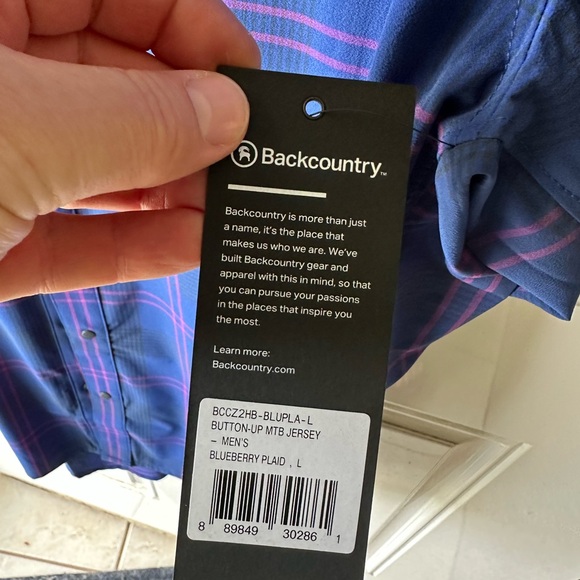 Backcountry™
Backcountry is more than just
a name, it's the place that
makes us who we are. We've
built Backcountry gear and
apparel with this in mind, so that
you can pursue your passions
in the places that inspire you
the most.
Learn more:
Backcountry.com
BCCZ2HB-BLUPLA-L
BUTTON-UP MTB JERSEY
– MEN'S
BLUEBERRY PLAID , L
8 89849 30286 1